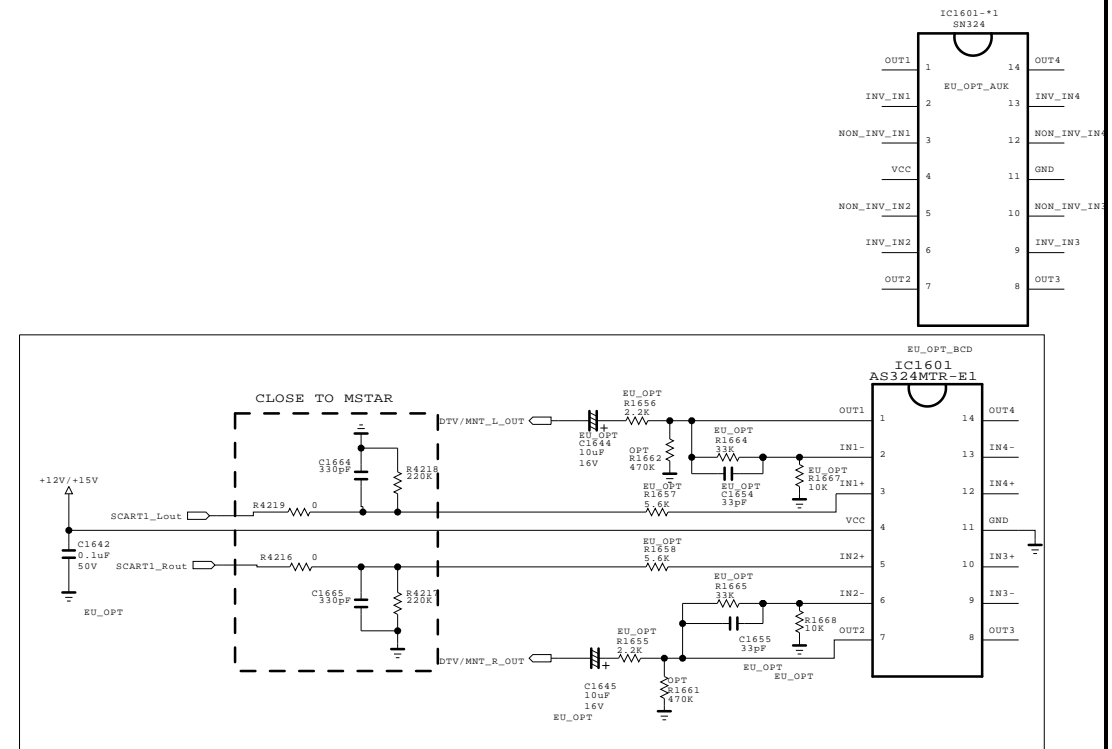 IC1601-*1
SN324
OUT1
1
14
OUT4
EU_OPT_AUK
INV_IN1
2
13
INV_IN4
NON_INV_IN1
3
12
NON_INV_IN4
VCC
4
11
GND
NON_INV_IN2
5
10
NON_INV_IN3
INV_IN2
6
9
INV_IN3
OUT2
7
8
OUT3
EU_OPT_BCD
IC1601
AS324MTR-E1
CLOSE TO MSTAR
DTV/MNT_L_OUT
EU_OPT
C1644
10uF
16V
EU_OPT
R1656
2.2K
OPT
R1662
470K
EU_OPT
R1664
33K
EU_OPT
C1654
33pF
EU_OPT
R1667
10K
OUT1
1
14
OUT4
IN1-
2
13
IN4-
IN1+
3
12
IN4+
VCC
4
11
GND
IN2+
5
10
IN3+
IN2-
6
9
IN3-
OUT2
7
8
OUT3
C1664
330pF
R4218
220K
+12V/+15V
SCART1_Lout
R4219
0
EU_OPT
R1657
5.6K
C1642
0.1uF
50V
EU_OPT
SCART1_Rout
R4216
0
EU_OPT
R1658
5.6K
C1665
330pF
R4217
220K
EU_OPT
R1665
33K
C1655
33pF
EU_OPT
R1668
10K
EU_OPT
DTV/MNT_R_OUT
EU_OPT
R1655
2.2K
C1645
10uF
16V
EU_OPT
OPT
R1661
470K